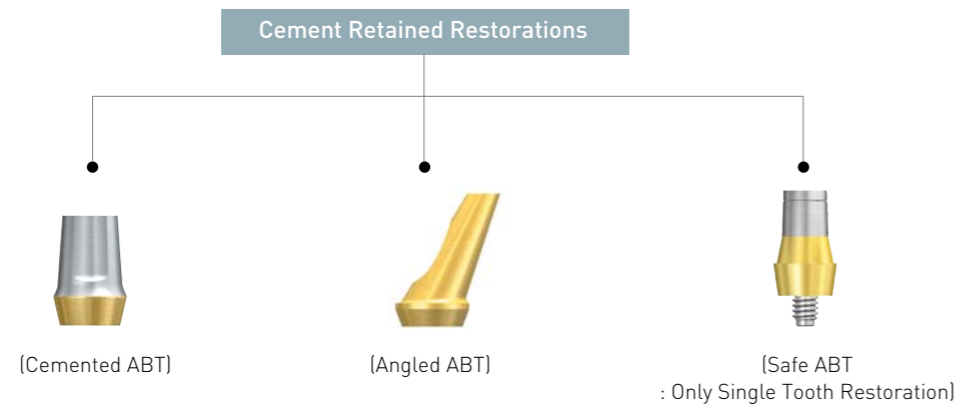 Cement Retained Restorations
(Cemented ABT)
(Angled ABT)
(Safe ABT
: Only Single Tooth Restoration)